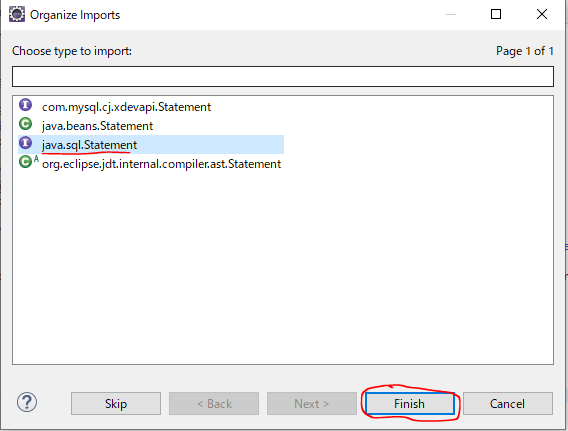 Organize Imports
Choose type to import:
Page 1 of 1
com.mysql.cj.xdevapi.Statement
java.beans.Statement
java.sql.Statement
org.eclipse.jdt.internal.compiler.ast.Statement
Skip
< Back
Next >
Finish
Cancel